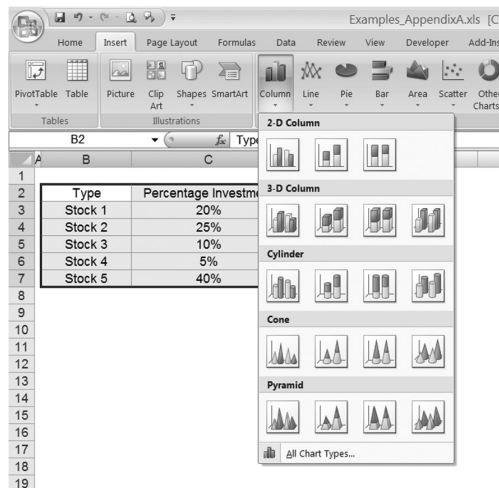 Examples_AppendixA.xls [C
Home Insert Page Layout Formulas Data Review View Developer Add-Ins
PivotTable Table Picture Clip Art Shapes SmartArt Column Line Pie Bar Area Scatter Other Charts
Tables Illustrations
B2 fx Type
A B C
1
2 Type Percentage Investme
3 Stock 1 20%
4 Stock 2 25%
5 Stock 3 10%
6 Stock 4 5%
7 Stock 5 40%
8
9
10
11
12
13
14
15
16
17
18
19
2-D Column
3-D Column
Cylinder
Cone
Pyramid
All Chart Types...